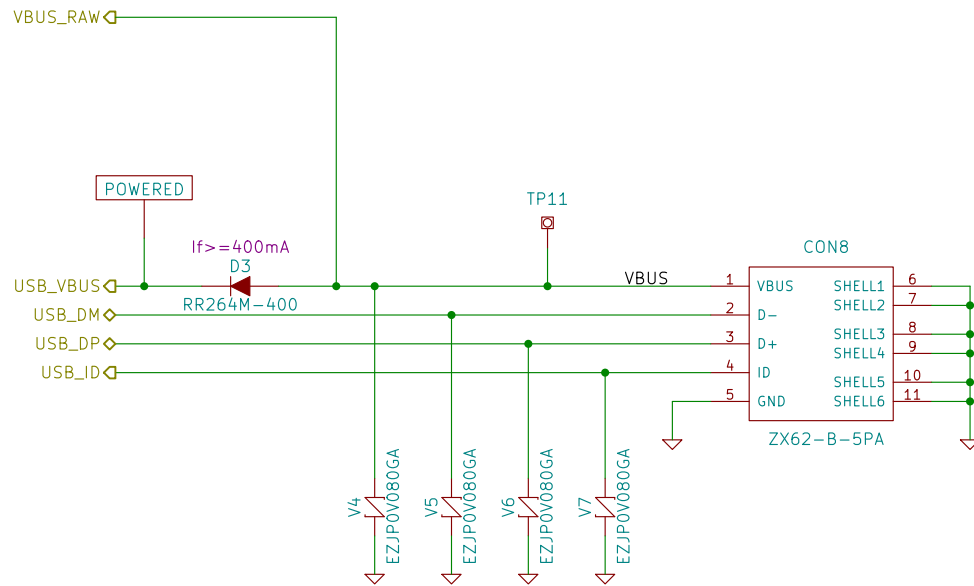 VBUS_RAW
POWERED
TP11
If>=400mA
D3
RR264M-400
CON8
USB_VBUS
USB_DM
USB_DP
USB_ID
VBUS
1 VBUS SHELL1 6
SHELL2 7
2 D-
3 D+ SHELL3 8
SHELL4 9
4 ID SHELL5 10
5 GND SHELL6 11
ZX62-B-5PA
V4
EZJP0V080GA
V5
EZJP0V080GA
V6
EZJP0V080GA
V7
EZJP0V080GA